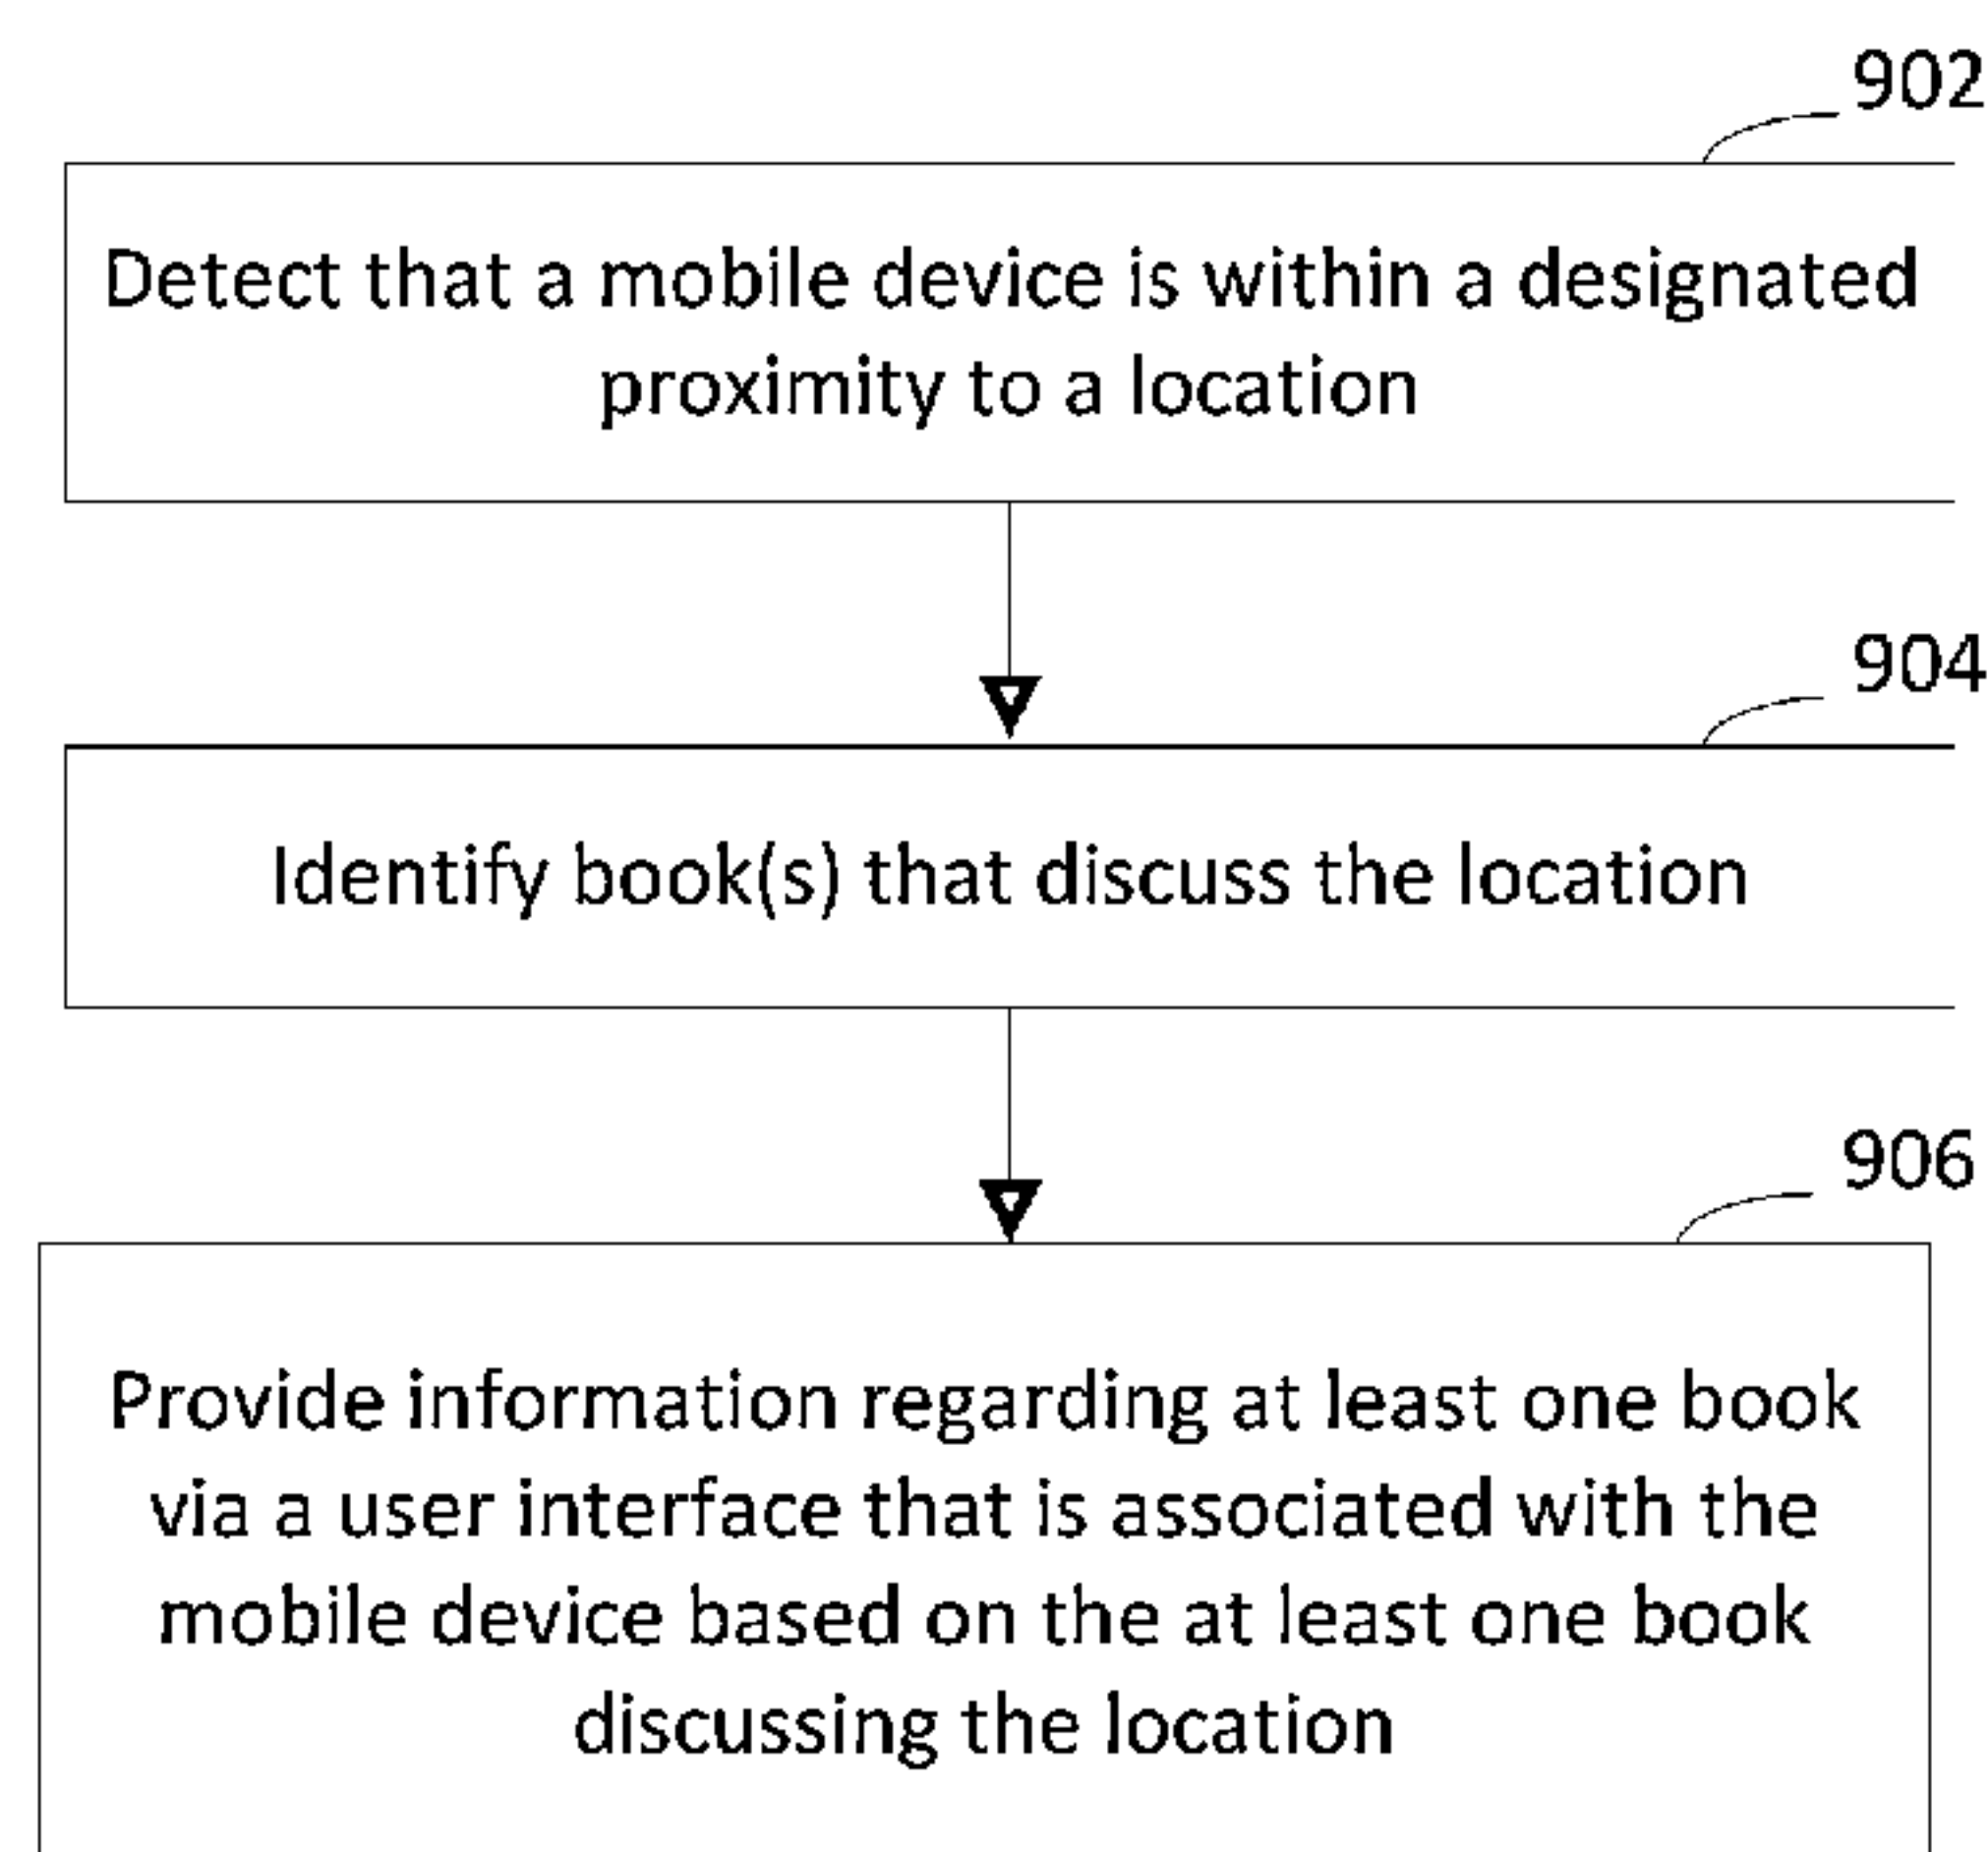 902
Detect that a mobile device is within a designated
proximity to a location
904
Identify book(s) that discuss the location
906
Provide information regarding at least one book
via a user interface that is associated with the
mobile device based on the at least one book
discussing the location